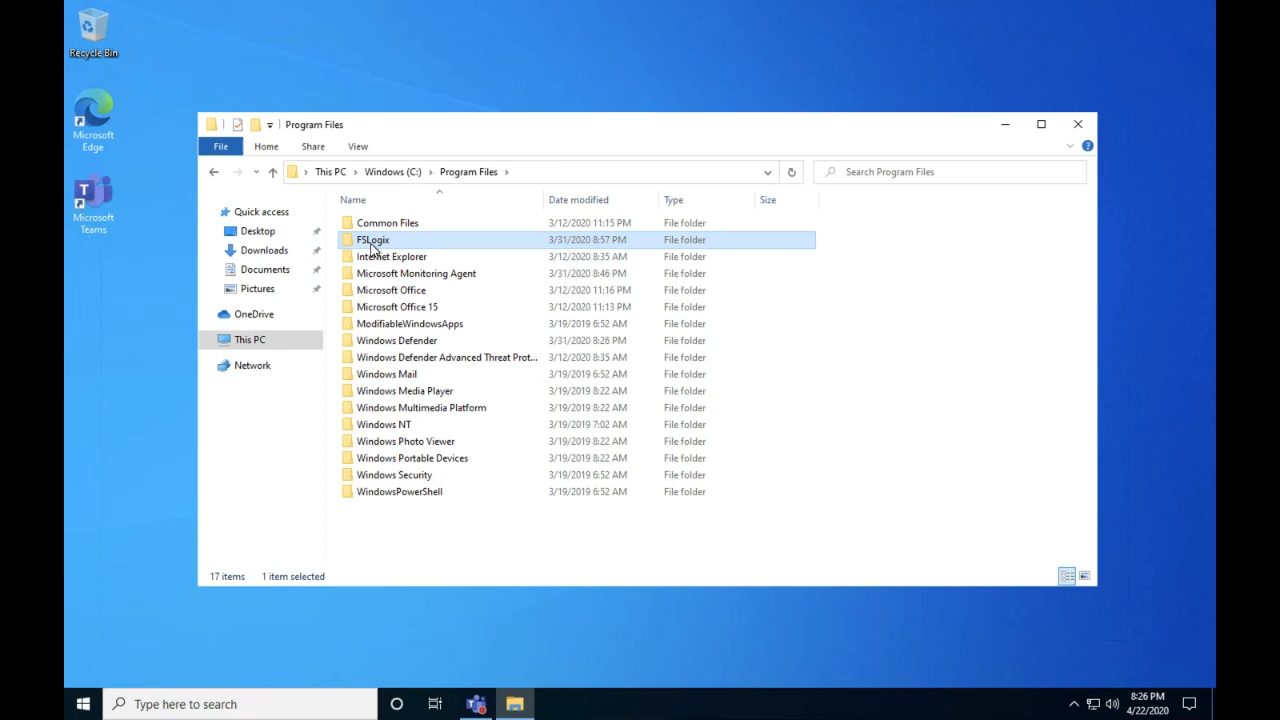 Recycle Bin
Microsoft
Edge
Microsoft
Teams
Program Files
File Home Share View
This PC Windows (C:) Program Files
Search Program Files
Name Date modified Type Size
Quick access
Desktop
Downloads
Documents
Pictures
OneDrive
This PC
Network
Common Files 3/12/2020 11:15 PM File folder
FSLogix 3/31/2020 8:57 PM File folder
Internet Explorer 3/12/2020 8:35 AM File folder
Microsoft Monitoring Agent 3/31/2020 8:46 PM File folder
Microsoft Office 3/12/2020 11:16 PM File folder
Microsoft Office 15 3/12/2020 11:13 PM File folder
ModifiableWindowsApps 3/19/2019 6:52 AM File folder
Windows Defender 3/31/2020 8:26 PM File folder
Windows Defender Advanced Threat Prot... 3/12/2020 8:35 AM File folder
Windows Mail 3/19/2019 6:52 AM File folder
Windows Media Player 3/19/2019 8:22 AM File folder
Windows Multimedia Platform 3/19/2019 8:22 AM File folder
Windows NT 3/19/2019 7:02 AM File folder
Windows Photo Viewer 3/19/2019 8:22 AM File folder
Windows Portable Devices 3/19/2019 8:22 AM File folder
Windows Security 3/19/2019 6:52 AM File folder
WindowsPowerShell 3/19/2019 6:52 AM File folder
17 items 1 item selected
Type here to search
8:26 PM
4/22/2020